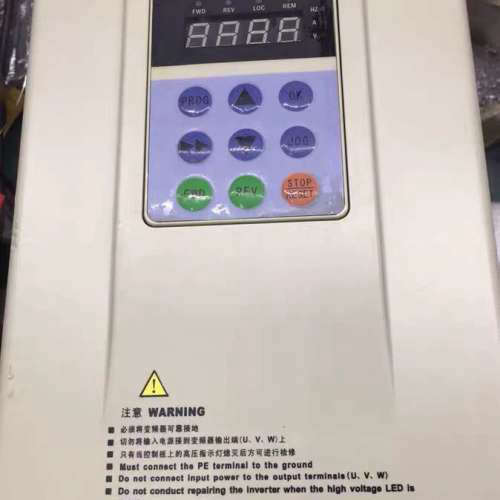 FWD REV LOC REM HZ
A
V
8888
PROG OK
JOG
FWD REV STOP
RESET
注意 WARNING
■ 必须将变频器可靠接地
■ 切勿将输入电源接到变频器输出端(U、V、W)上
■ 只有当控制板上的高压指示灯熄灭后方可进行检修
■ Must connect the PE terminal to the ground
■ Do not connect input power to the output terminals (U、V、W)
■ Do not conduct repairing the inverter when the high voltage LED is